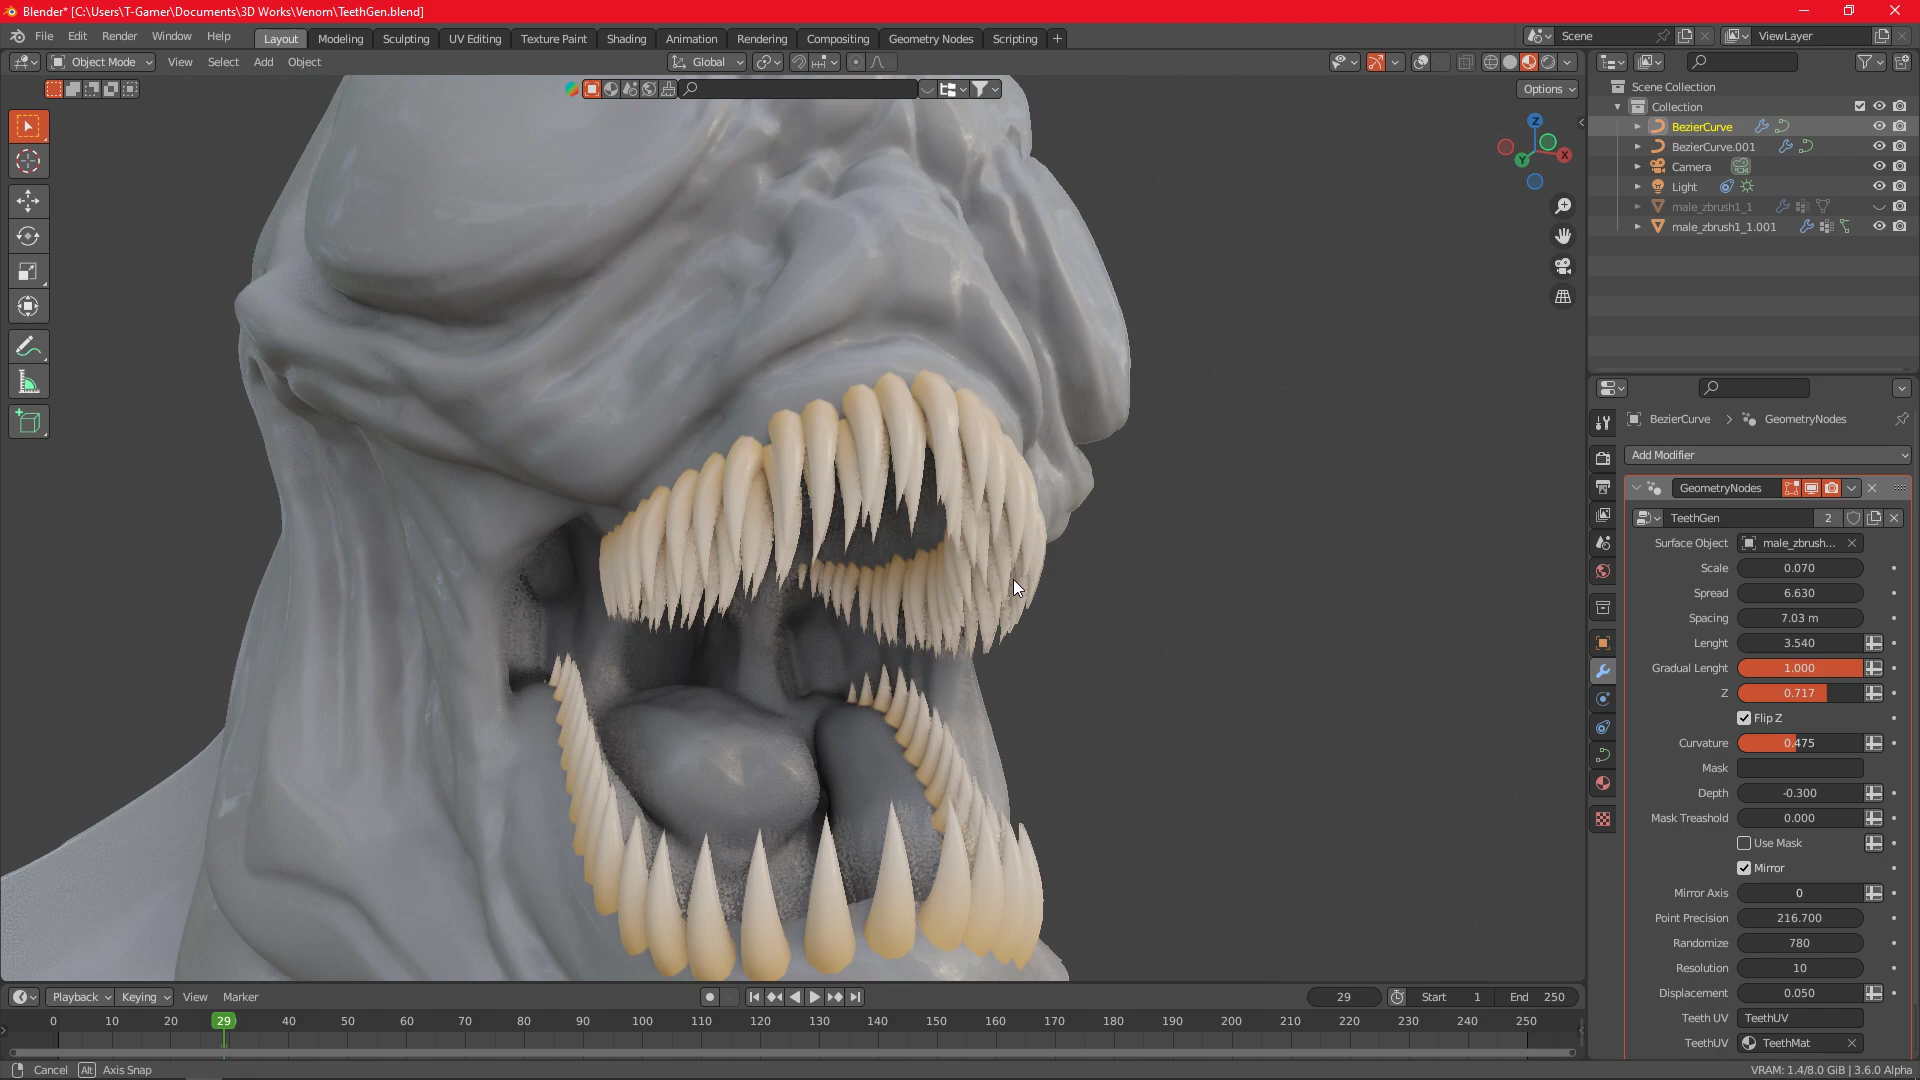 Blender* [C:\Users\T-Gamer\Documents\3D Works\Venom\TeethGen.blend]
File Edit Render Window Help Layout Modeling Sculpting UV Editing Texture Paint Shading Animation Rendering Compositing Geometry Nodes Scripting + Scene ViewLayer
Object Mode View Select Add Object Global
Options
Scene Collection
Collection
BezierCurve
BezierCurve.001
Camera
Light
male_zbrush1_1
male_zbrush1_1.001
Z
X
Y
BezierCurve > GeometryNodes
Add Modifier
GeometryNodes
TeethGen 2
Surface Object male_zbrush...
Scale 0.070
Spread 6.630
Spacing 7.03 m
Lenght 3.540
Gradual Lenght 1.000
Z 0.717
Flip Z
Curvature 0.475
Mask
Depth -0.300
Mask Treashold 0.000
Use Mask
Mirror
Mirror Axis 0
Point Precision 216.700
Randomize 780
Resolution 10
Displacement 0.050
Teeth UV TeethUV
TeethUV TeethMat
Playback Keying View Marker 29 Start 1 End 250
0 10 20 29 40 50 60 70 80 90 100 110 120 130 140 150 160 170 180 190 200 210 220 230 240 250
Cancel Alt Axis Snap VRAM: 1.4/8.0 GiB | 3.6.0 Alpha